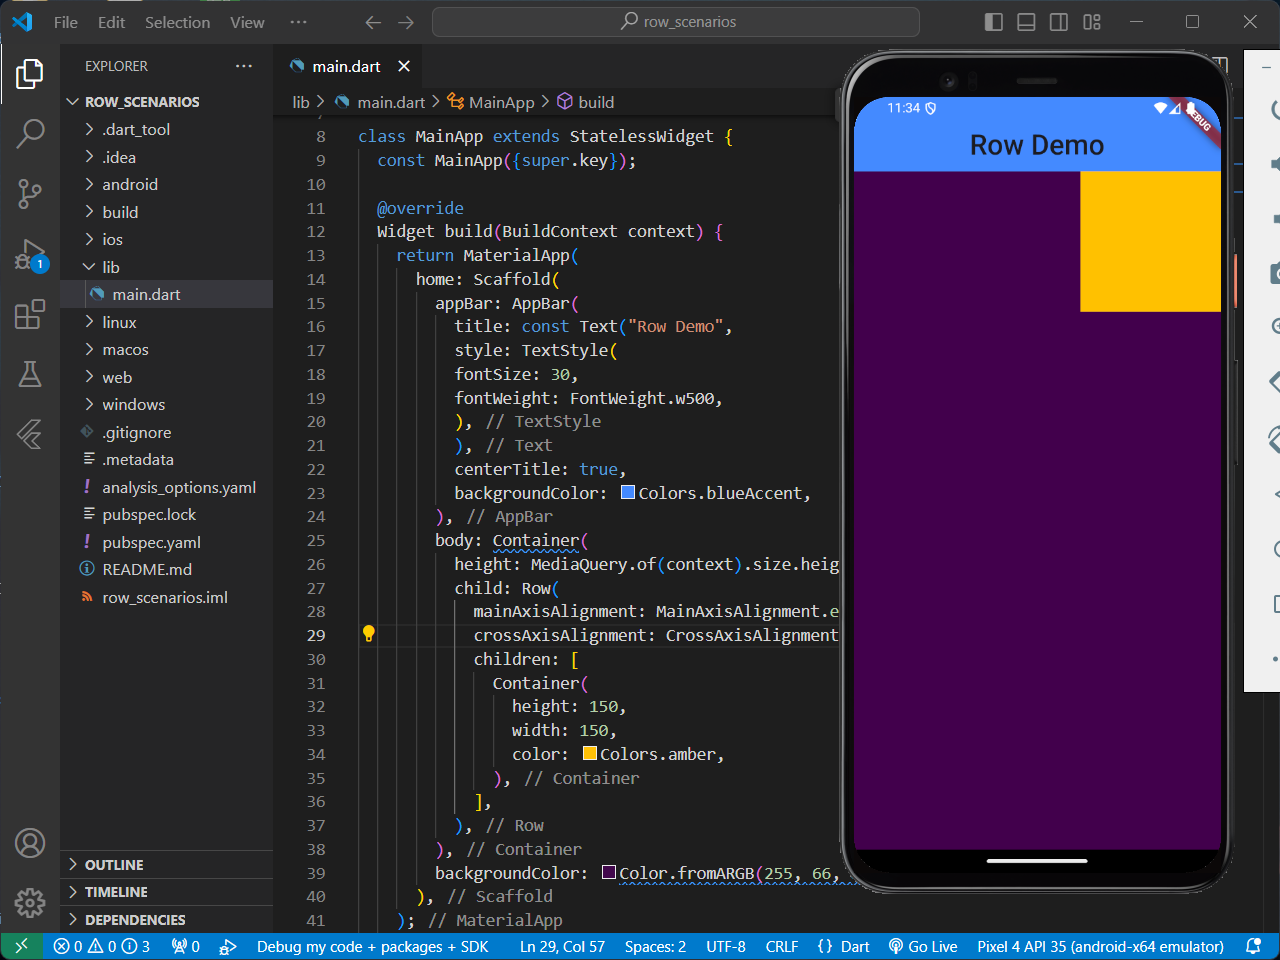 File Edit Selection View ··· row_scenarios
EXPLORER ···
ROW_SCENARIOS
.dart_tool
.idea
android
build
ios
lib
main.dart
linux
macos
web
windows
.gitignore
.metadata
analysis_options.yaml
pubspec.lock
pubspec.yaml
README.md
row_scenarios.iml
OUTLINE
TIMELINE
DEPENDENCIES
main.dart
lib > main.dart > MainApp > build
8 class MainApp extends StatelessWidget {
9 const MainApp({super.key});
10
11 @override
12 Widget build(BuildContext context) {
13 return MaterialApp(
14 home: Scaffold(
15 appBar: AppBar(
16 title: const Text("Row Demo",
17 style: TextStyle(
18 fontSize: 30,
19 fontWeight: FontWeight.w500,
20 ), // TextStyle
21 ), // Text
22 centerTitle: true,
23 backgroundColor: Colors.blueAccent,
24 ), // AppBar
25 body: Container(
26 height: MediaQuery.of(context).size.heig
27 child: Row(
28 mainAxisAlignment: MainAxisAlignment.e
29 crossAxisAlignment: CrossAxisAlignment
30 children: [
31 Container(
32 height: 150,
33 width: 150,
34 color: Colors.amber,
35 ), // Container
36 ],
37 ), // Row
38 ), // Container
39 backgroundColor: Color.fromARGB(255, 66,
40 ), // Scaffold
41 ); // MaterialApp
11:34
DEBUG
Row Demo
1
0 0 3 0 Debug my code + packages + SDK Ln 29, Col 57 Spaces: 2 UTF-8 CRLF {} Dart Go Live Pixel 4 API 35 (android-x64 emulator)